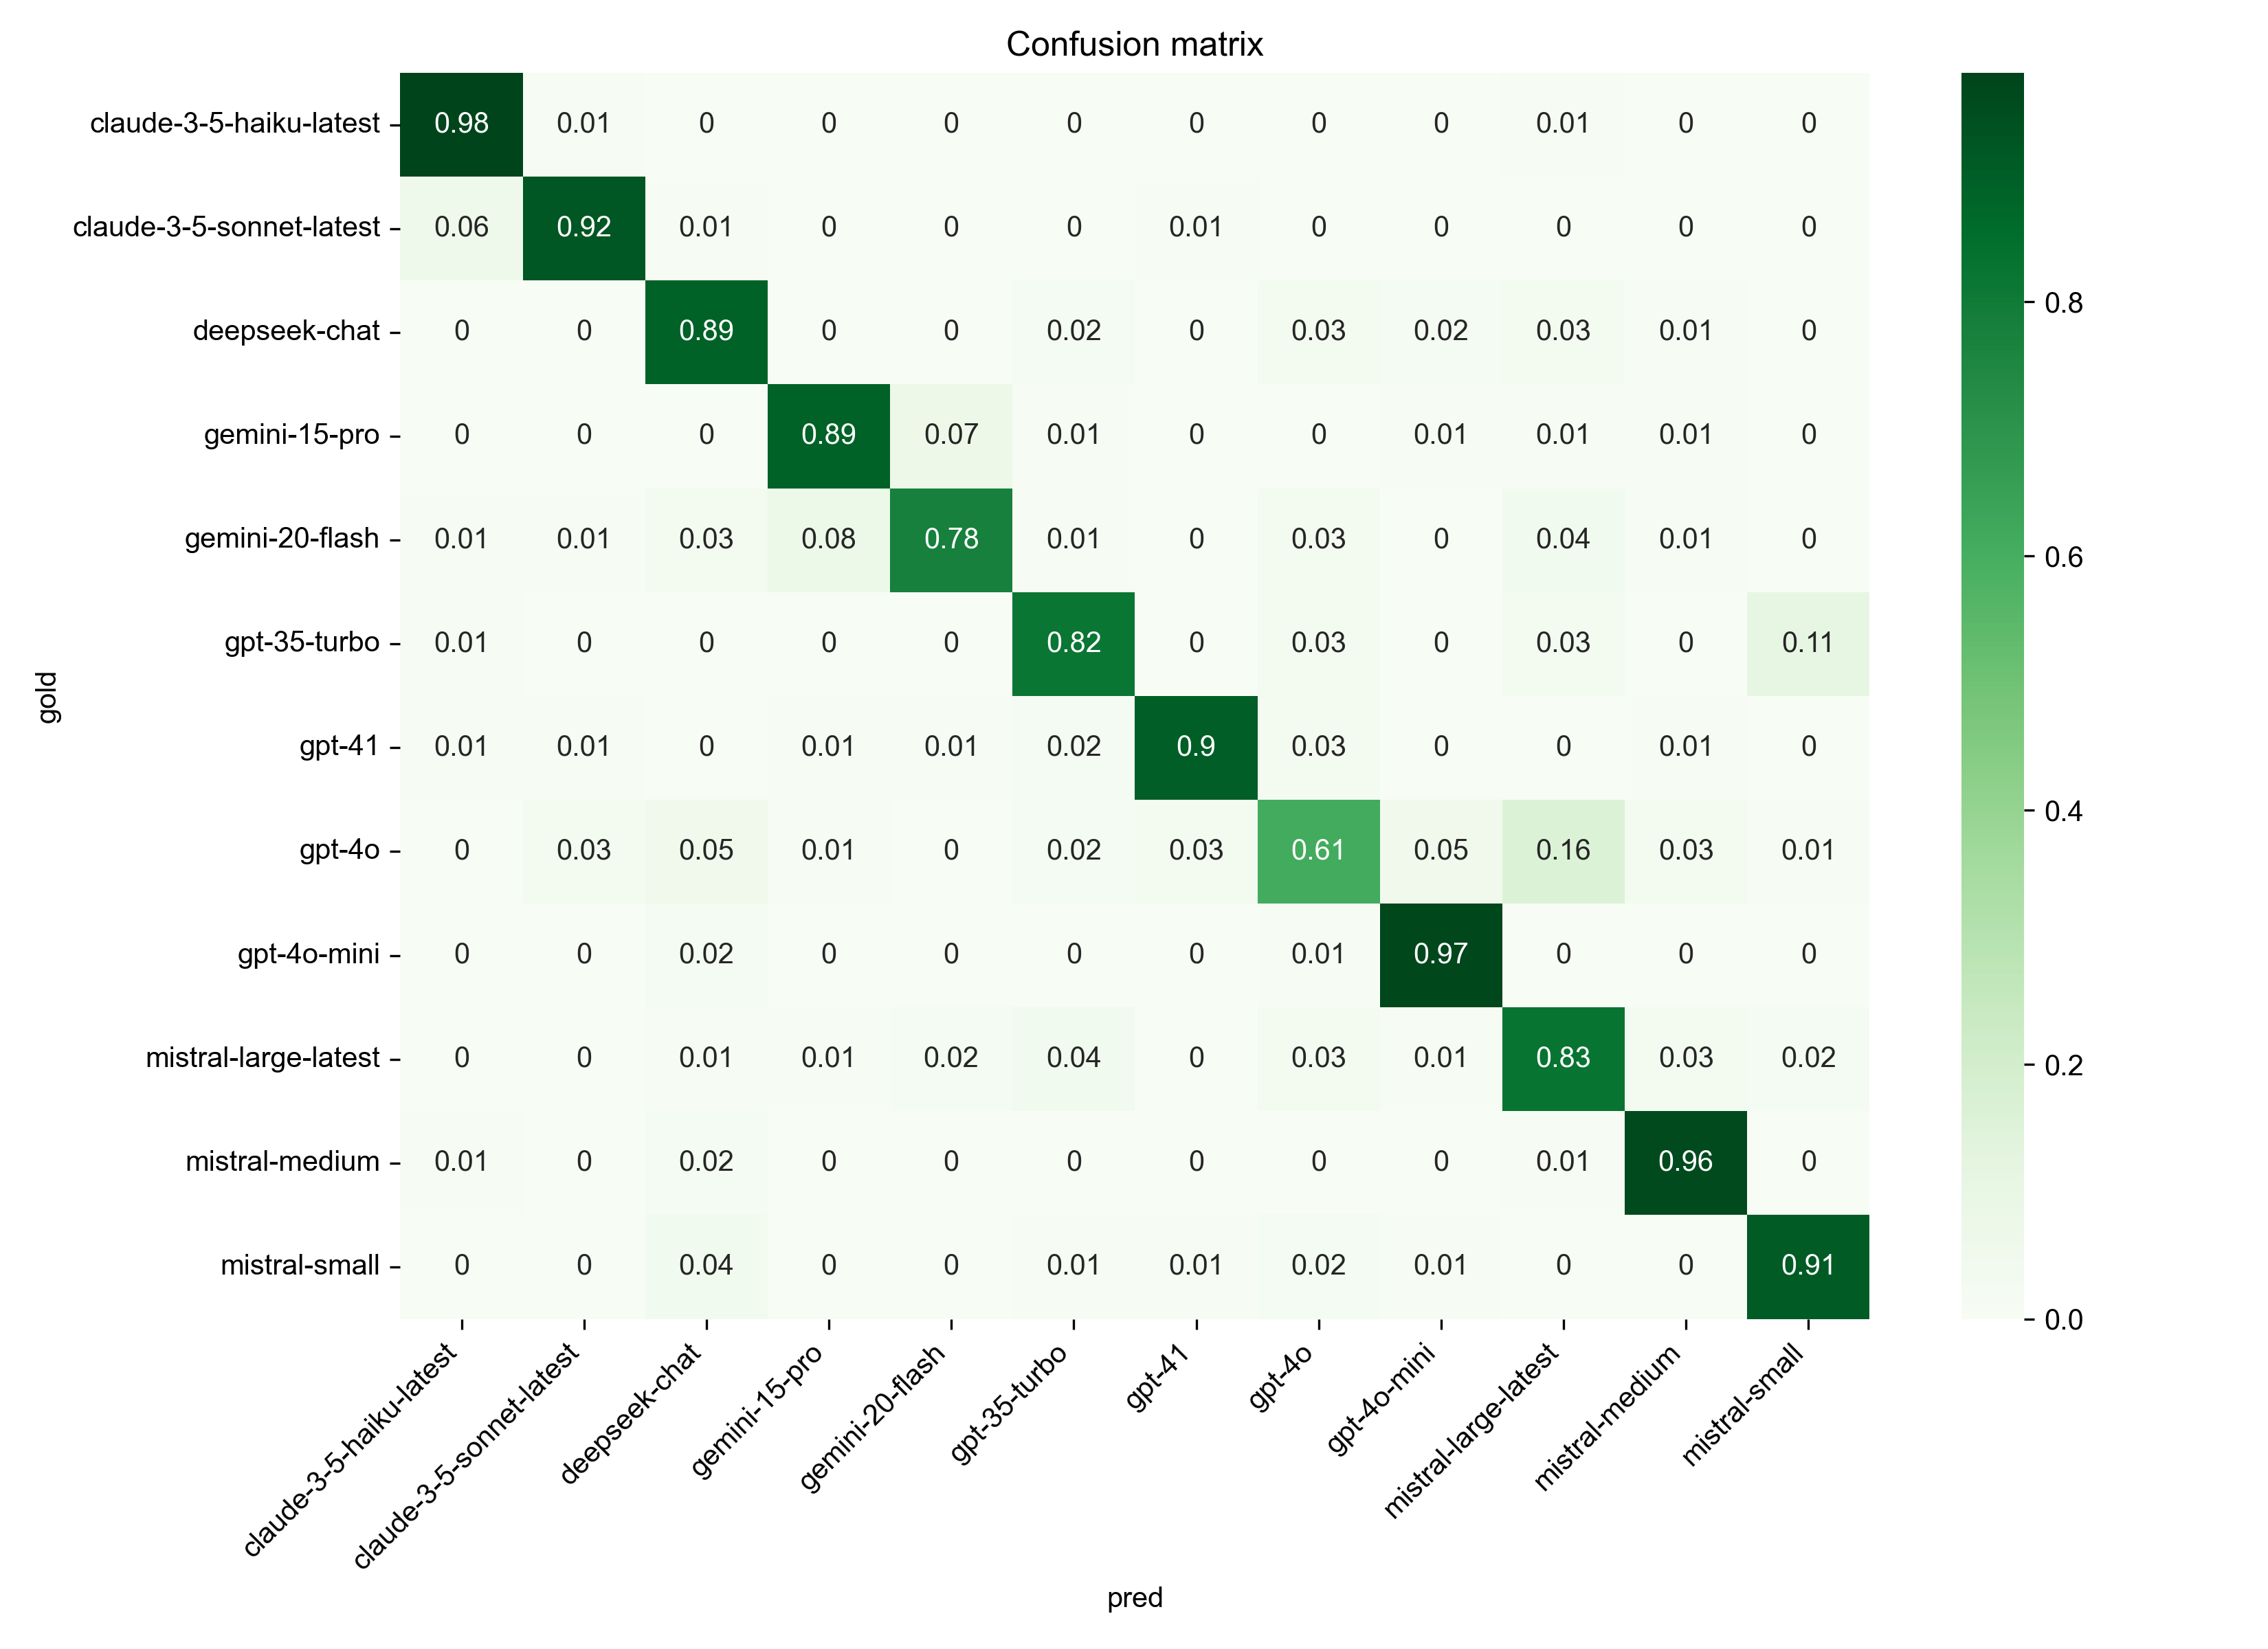 Confusion matrix
claude-3-5-haiku-latest 0.98 0.01 0 0 0 0 0 0 0 0.01 0 0
claude-3-5-sonnet-latest 0.06 0.92 0.01 0 0 0 0.01 0 0 0 0 0
deepseek-chat 0 0 0.89 0 0 0.02 0 0.03 0.02 0.03 0.01 0
gemini-15-pro 0 0 0 0.89 0.07 0.01 0 0 0.01 0.01 0.01 0
gemini-20-flash 0.01 0.01 0.03 0.08 0.78 0.01 0 0.03 0 0.04 0.01 0
gpt-35-turbo 0.01 0 0 0 0 0.82 0 0.03 0 0.03 0 0.11
gpt-41 0.01 0.01 0 0.01 0.01 0.02 0.9 0.03 0 0 0.01 0
gpt-4o 0 0.03 0.05 0.01 0 0.02 0.03 0.61 0.05 0.16 0.03 0.01
gpt-4o-mini 0 0 0.02 0 0 0 0 0.01 0.97 0 0 0
mistral-large-latest 0 0 0.01 0.01 0.02 0.04 0 0.03 0.01 0.83 0.03 0.02
mistral-medium 0.01 0 0.02 0 0 0 0 0 0 0.01 0.96 0
mistral-small 0 0 0.04 0 0 0.01 0.01 0.02 0.01 0 0 0.91
gold
claude-3-5-haiku-latest
claude-3-5-sonnet-latest
deepseek-chat
gemini-15-pro
gemini-20-flash
gpt-35-turbo
gpt-41
gpt-4o
gpt-4o-mini
mistral-large-latest
mistral-medium
mistral-small
pred
0.8
0.6
0.4
0.2
0.0